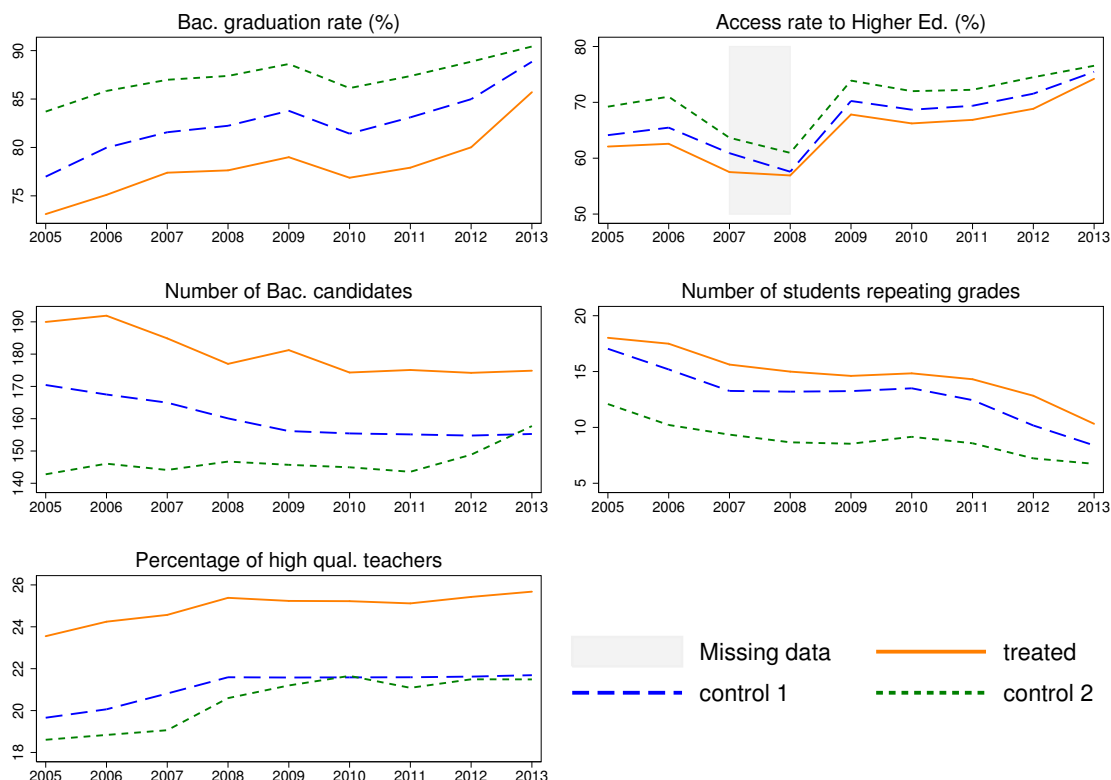 Bac. graduation rate (%)
90
85
80
75
2005 2006 2007 2008 2009 2010 2011 2012 2013
Access rate to Higher Ed. (%)
80
70
60
50
2005 2006 2007 2008 2009 2010 2011 2012 2013
Number of Bac. candidates
190
180
170
160
150
140
2005 2006 2007 2008 2009 2010 2011 2012 2013
Number of students repeating grades
20
15
10
5
2005 2006 2007 2008 2009 2010 2011 2012 2013
Percentage of high qual. teachers
26
24
22
20
18
2005 2006 2007 2008 2009 2010 2011 2012 2013
Missing data treated
control 1 control 2